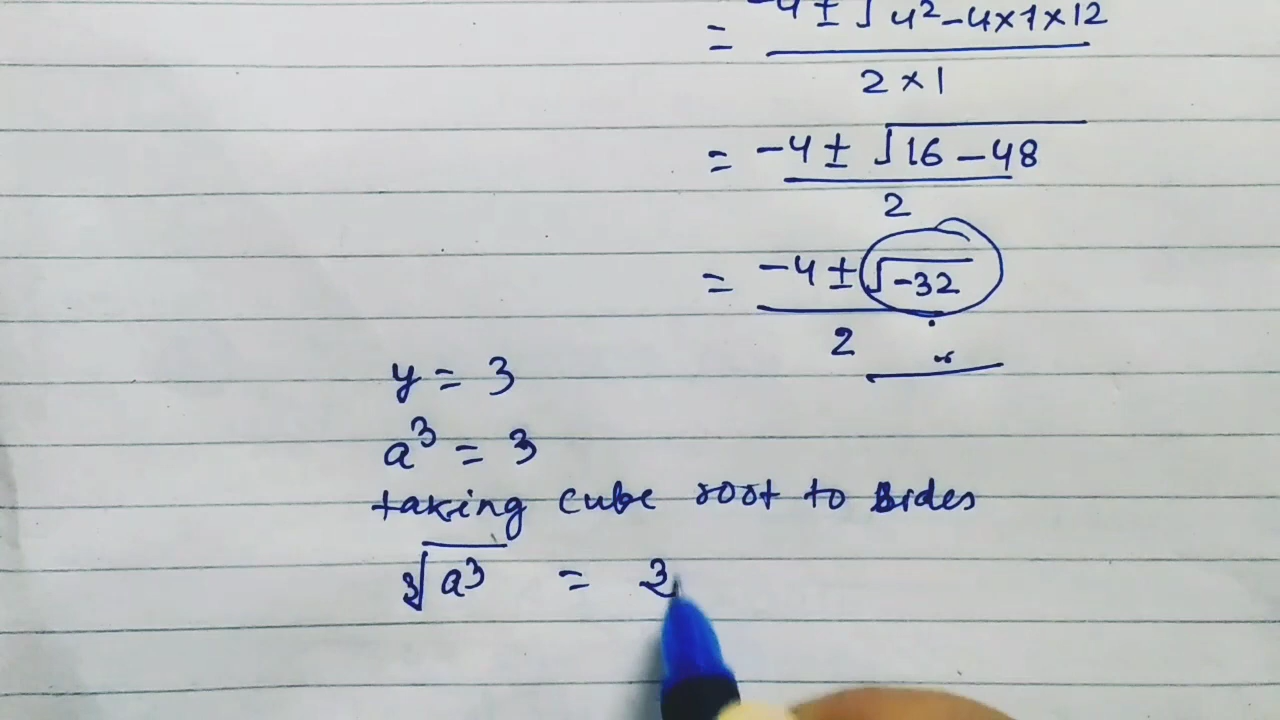 = -4 ± √4² - 4×1×12
2 × 1
= -4 ± √16 - 48
2
= -4 ± √-32
2
y = 3
a³ = 3
taking cube root to sides
∛a³ = 3